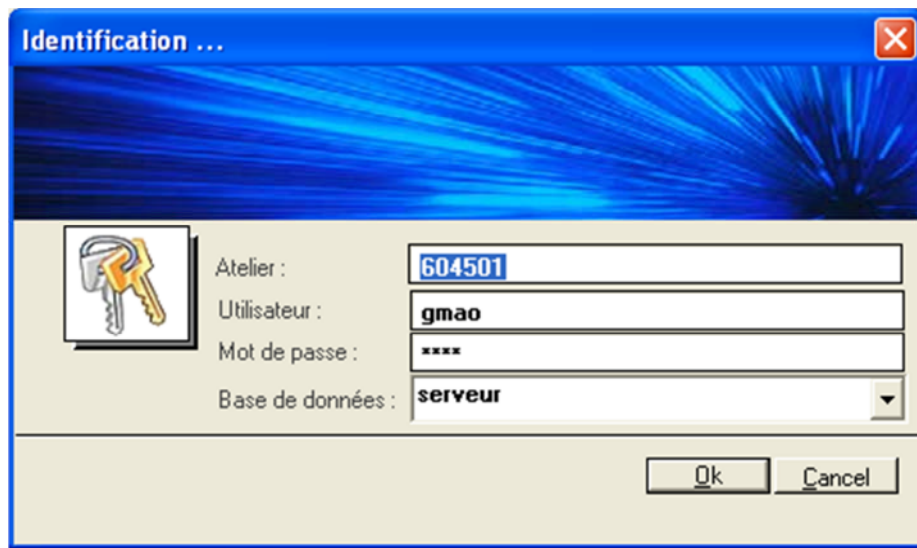 Identification ...
Atelier : 604501
Utilisateur : gmao
Mot de passe : ****
Base de données : serveur
Ok Cancel